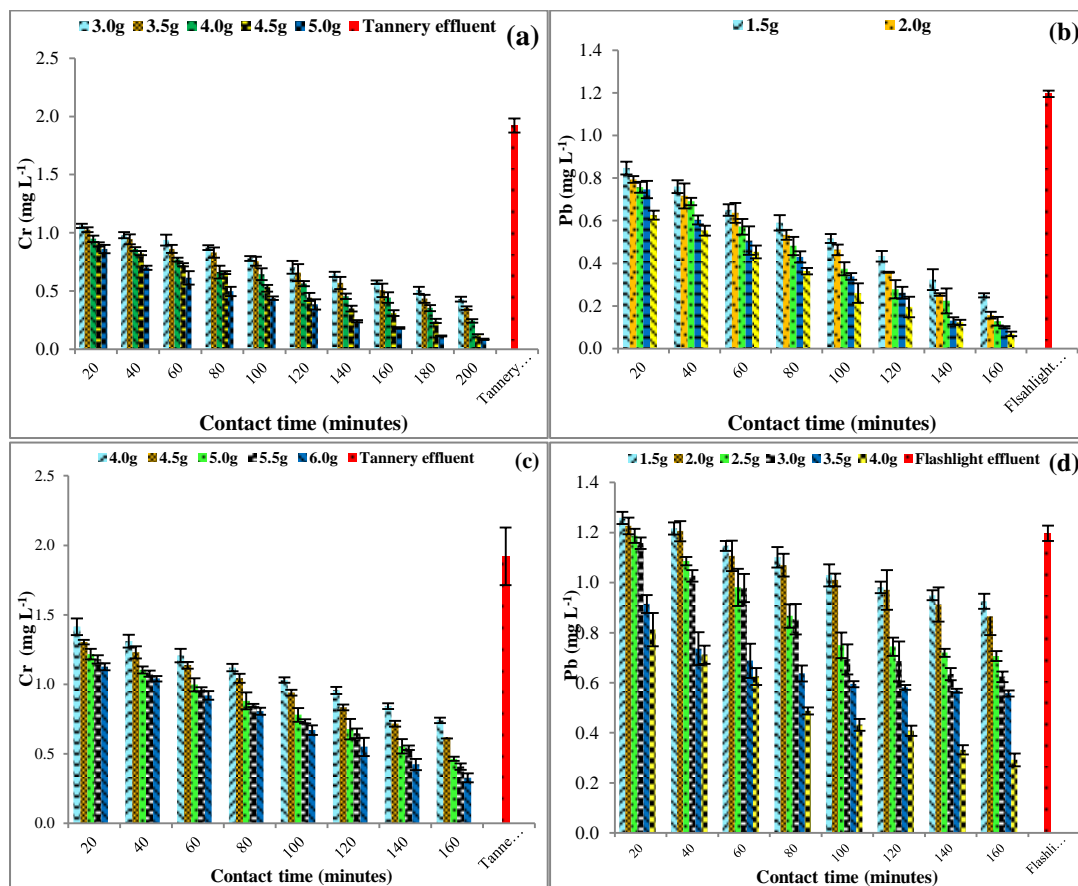 3.0g 3.5g 4.0g 4.5g 5.0g Tannery effluent
(a)
2.5
2.0
1.5
1.0
0.5
0.0
Cr (mg L-1)
20 40 60 80 100 120 140 160 180 200 Tannery…
Contact time (minutes)
1.5g 2.0g
(b)
1.4
1.2
1.0
0.8
0.6
0.4
0.2
0.0
Pb (mg L-1)
20 40 60 80 100 120 140 160 Flsahlight…
Contact time (minutes)
4.0g 4.5g 5.0g 5.5g 6.0g Tannery effluent
(c)
2.5
2.0
1.5
1.0
0.5
0.0
Cr (mg L-1)
20 40 60 80 100 120 140 160 Tanne…
Contact time (minutes)
1.5g 2.0g 2.5g 3.0g 3.5g 4.0g Flashlight effluent
(d)
1.4
1.2
1.0
0.8
0.6
0.4
0.2
0.0
Pb (mg L-1)
20 40 60 80 100 120 140 160 Flashli…
Contact time (minutes)